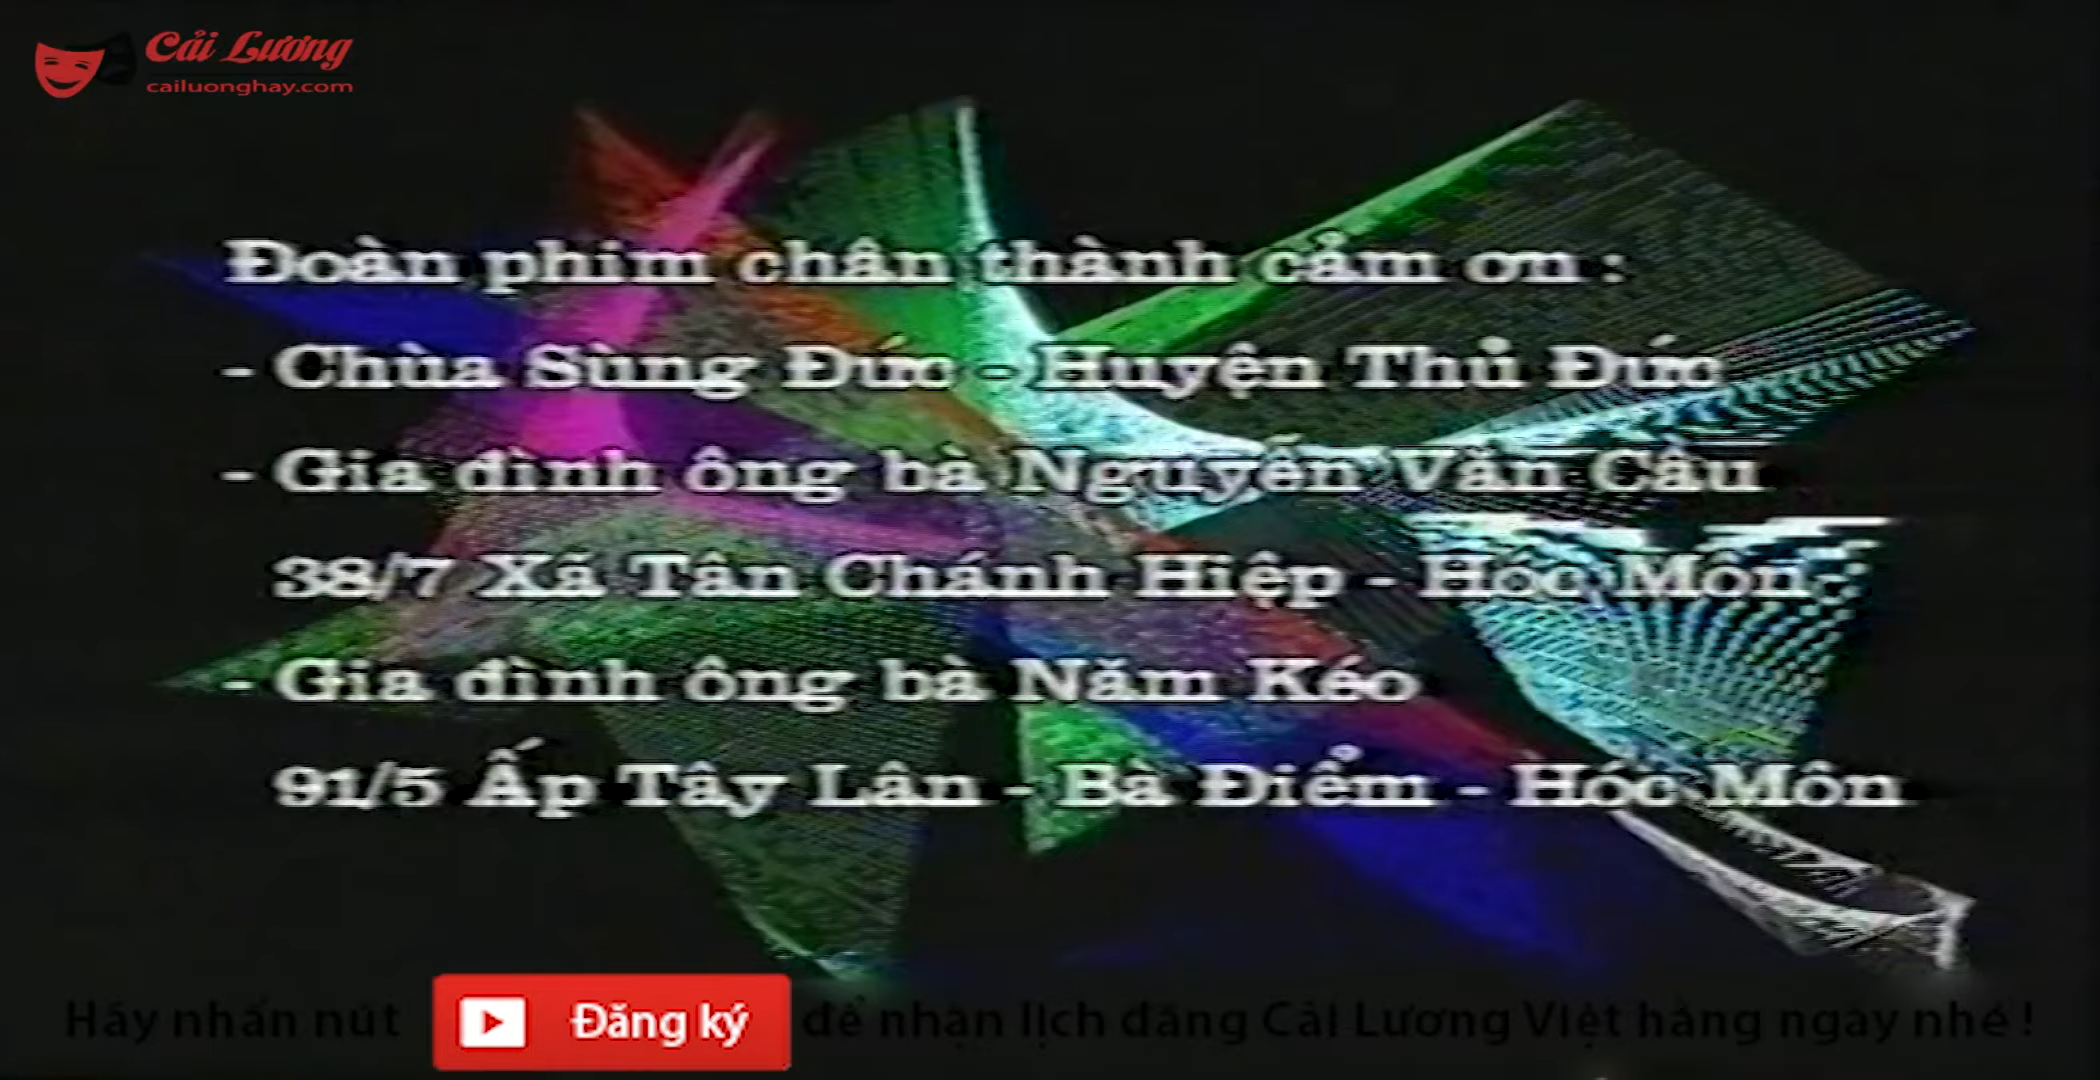 Cải Lương
cailuonghay.com
Đoàn phim chân thành cảm ơn :
- Chùa Sùng Đức - Huyện Thủ Đức
- Gia đình ông bà Nguyễn Văn Câu
38/7 Xã Tân Chánh Hiệp - Hóc Môn
- Gia đình ông bà Năm Kéo
91/5 Ấp Tây Lân - Bà Điểm - Hóc Môn
Hãy nhấn nút Đăng ký để nhận lịch đăng Cải Lương Việt hàng ngày nhé !